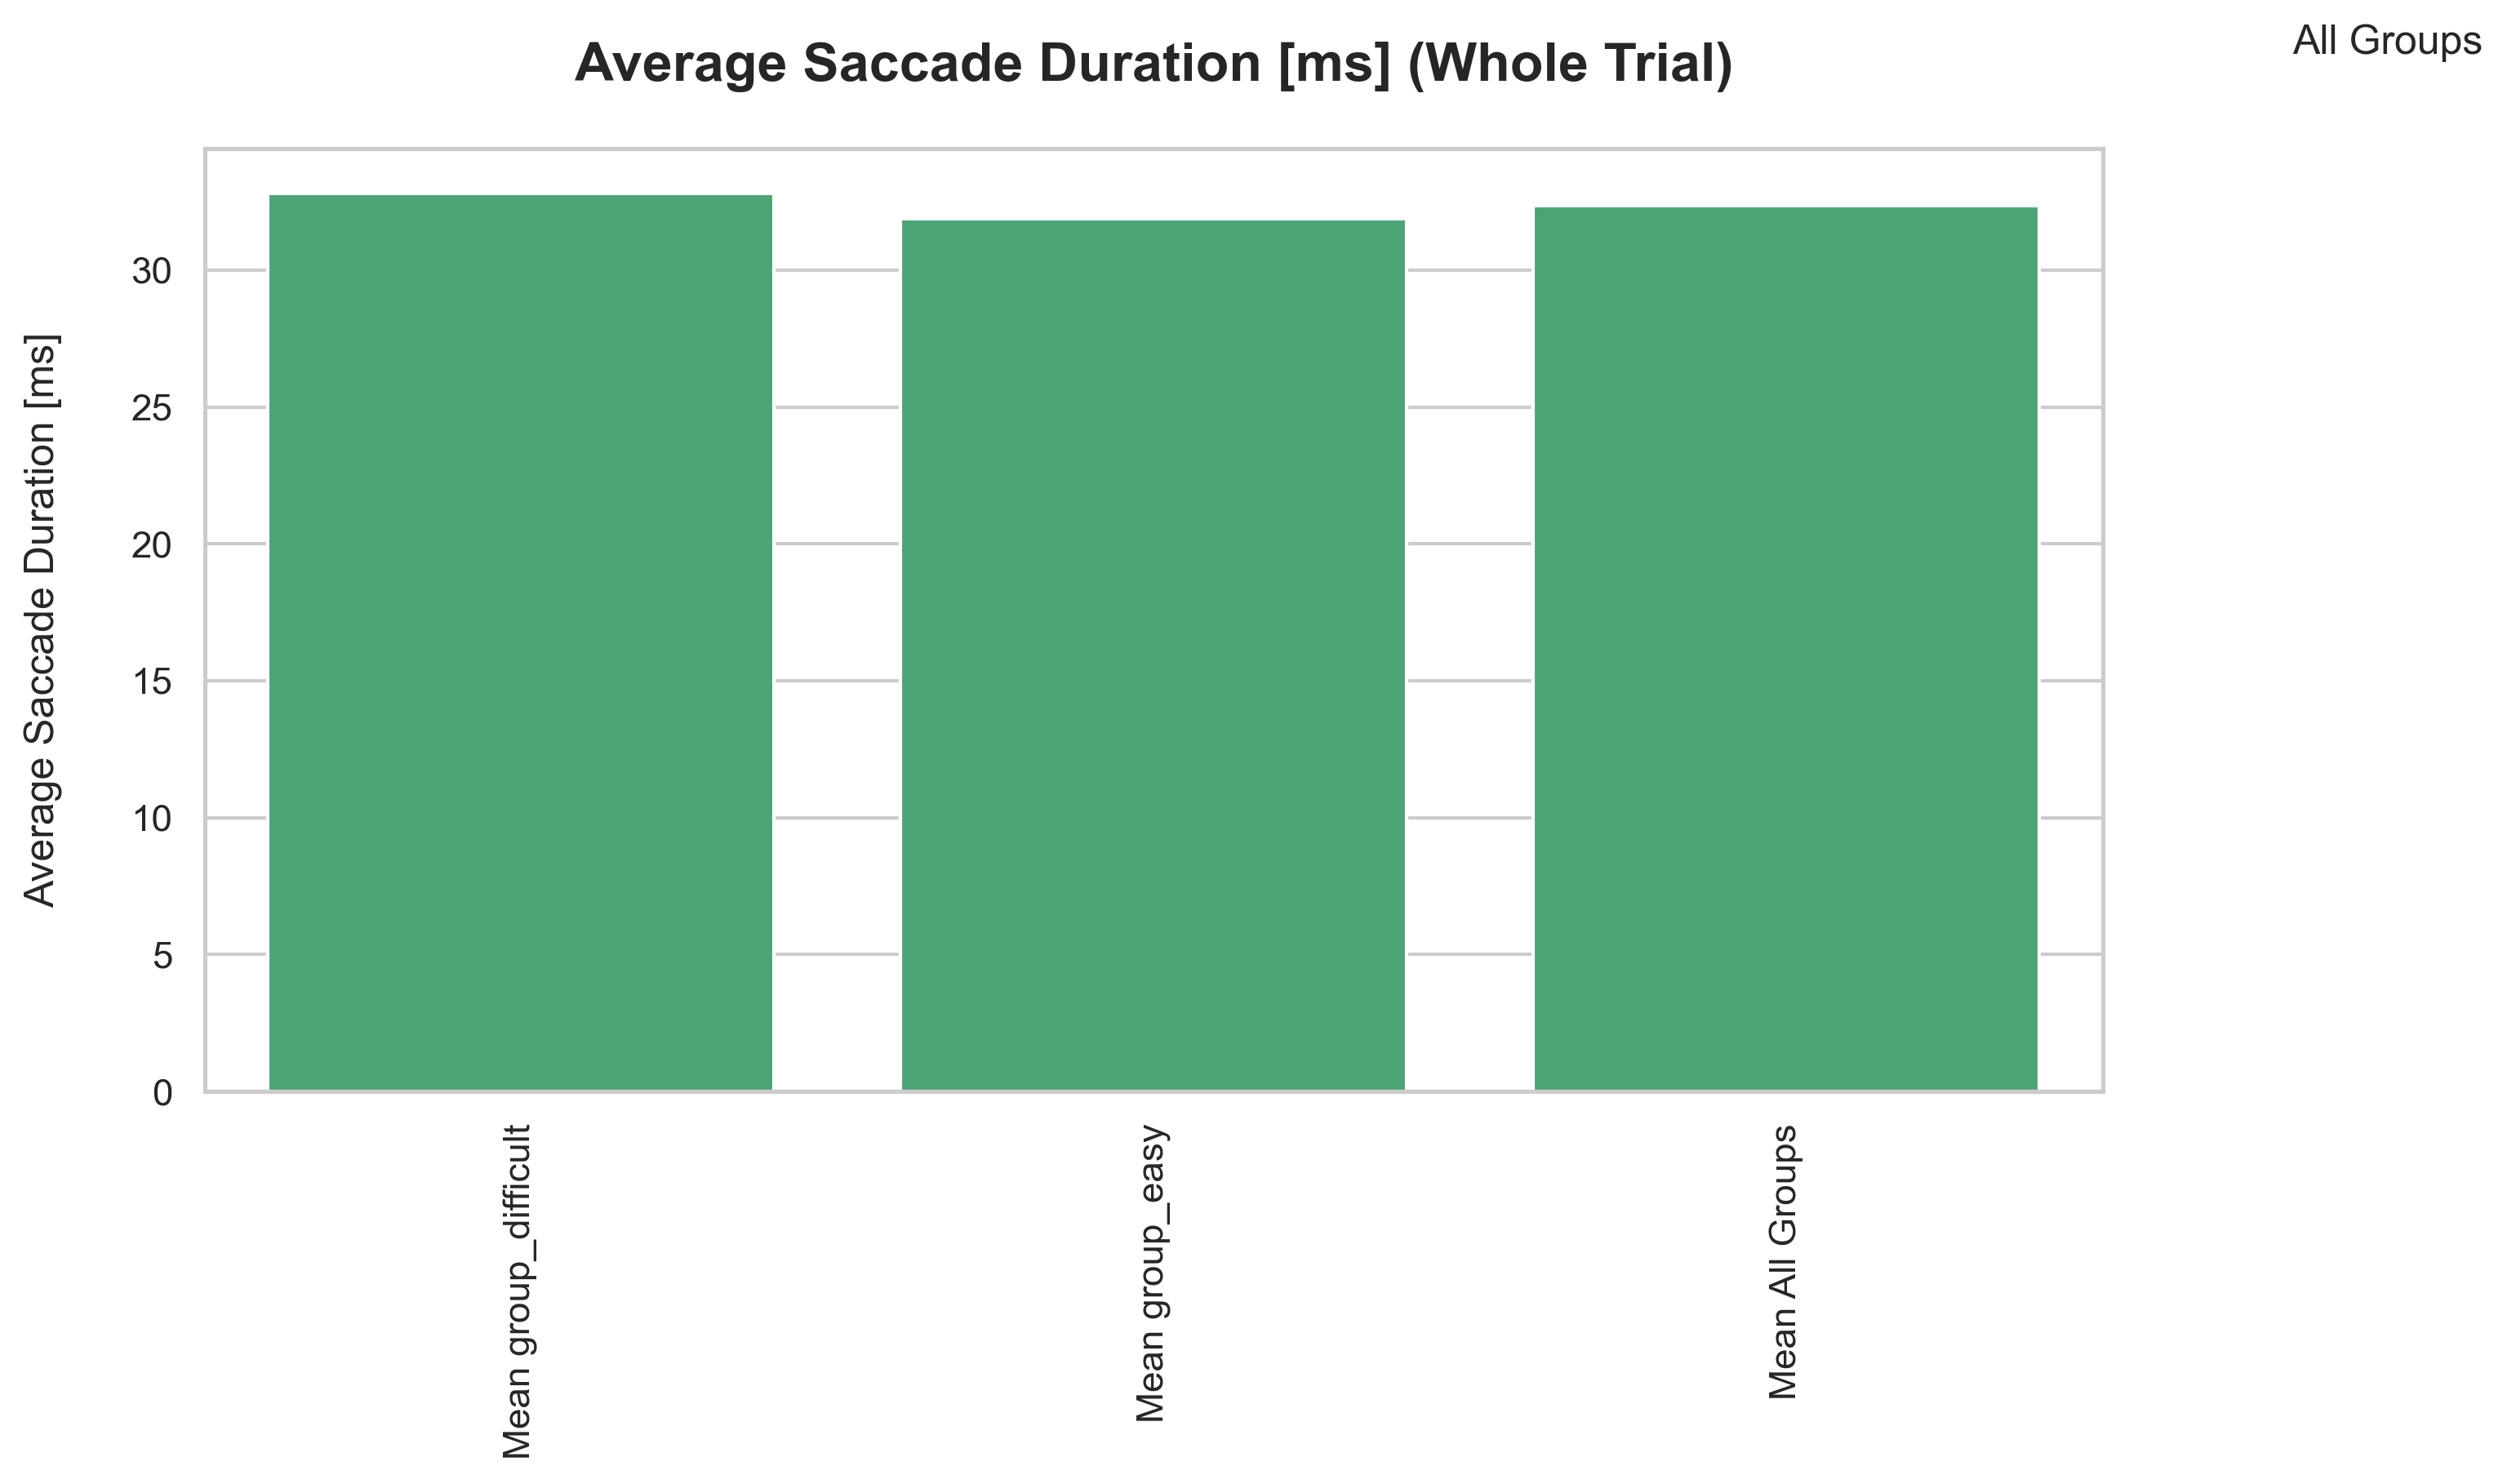 All Groups
Average Saccade Duration [ms] (Whole Trial)
Average Saccade Duration [ms]
30
25
20
15
10
5
0
Mean group_difficult
Mean group_easy
Mean All Groups